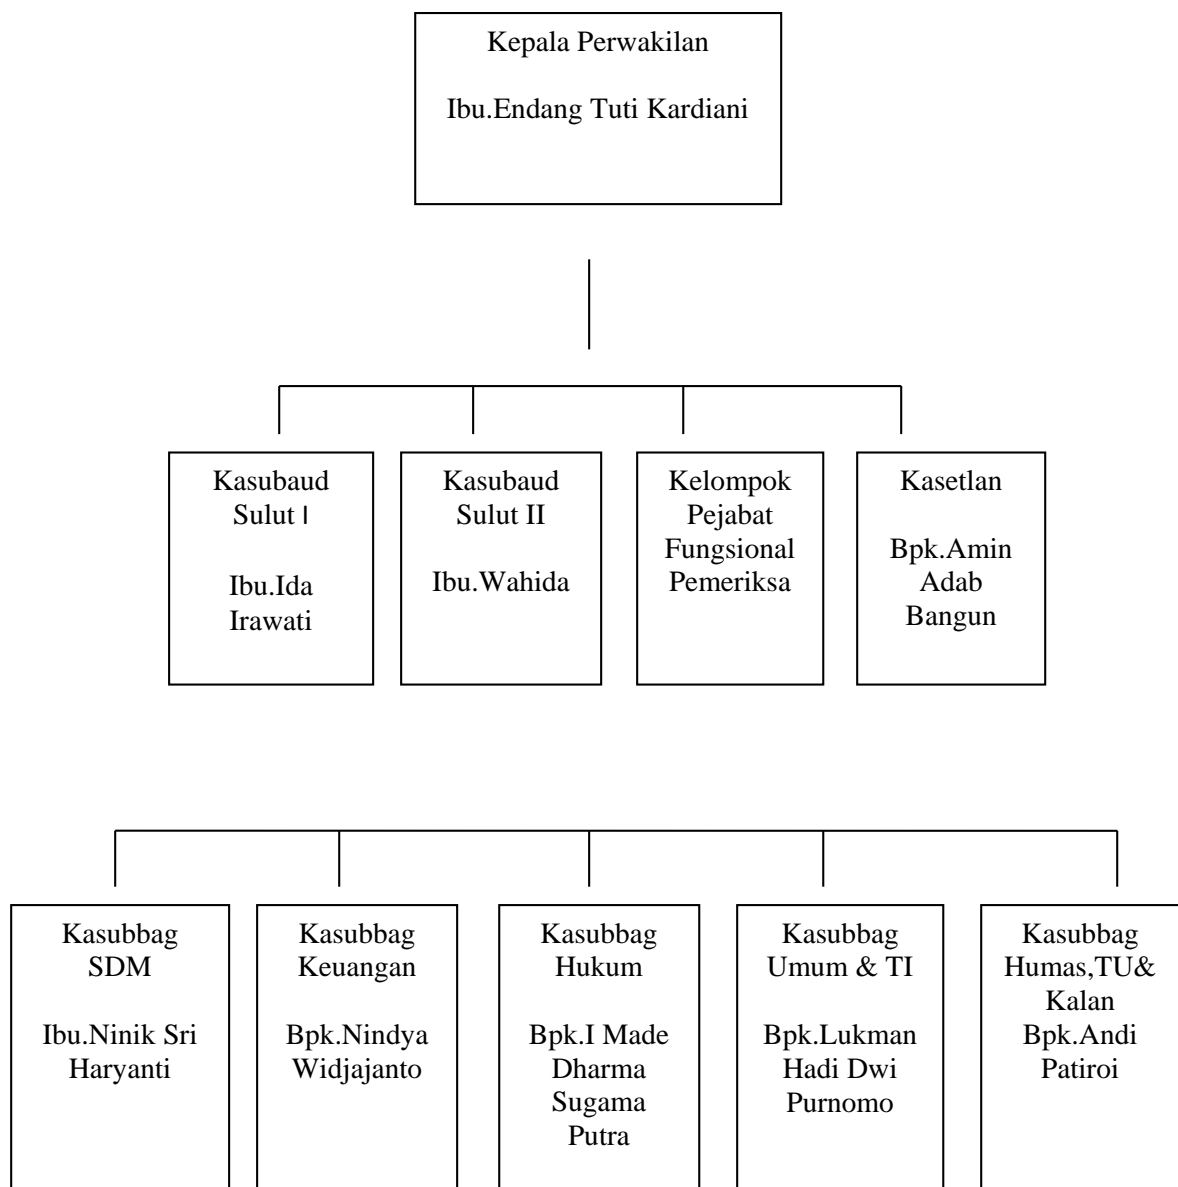 Kepala Perwakilan
Ibu.Endang Tuti Kardiani
Kasubaud
Sulut I
Ibu.Ida
Irawati
Kasubaud
Sulut II
Ibu.Wahida
Kelompok
Pejabat
Fungsional
Pemeriksa
Kasetlan
Bpk.Amin
Adab
Bangun
Kasubbag
SDM
Ibu.Ninik Sri
Haryanti
Kasubbag
Keuangan
Bpk.Nindya
Widjajanto
Kasubbag
Hukum
Bpk.I Made
Dharma
Sugama
Putra
Kasubbag
Umum & TI
Bpk.Lukman
Hadi Dwi
Purnomo
Kasubbag
Humas,TU&
Kalan
Bpk.Andi
Patiroi